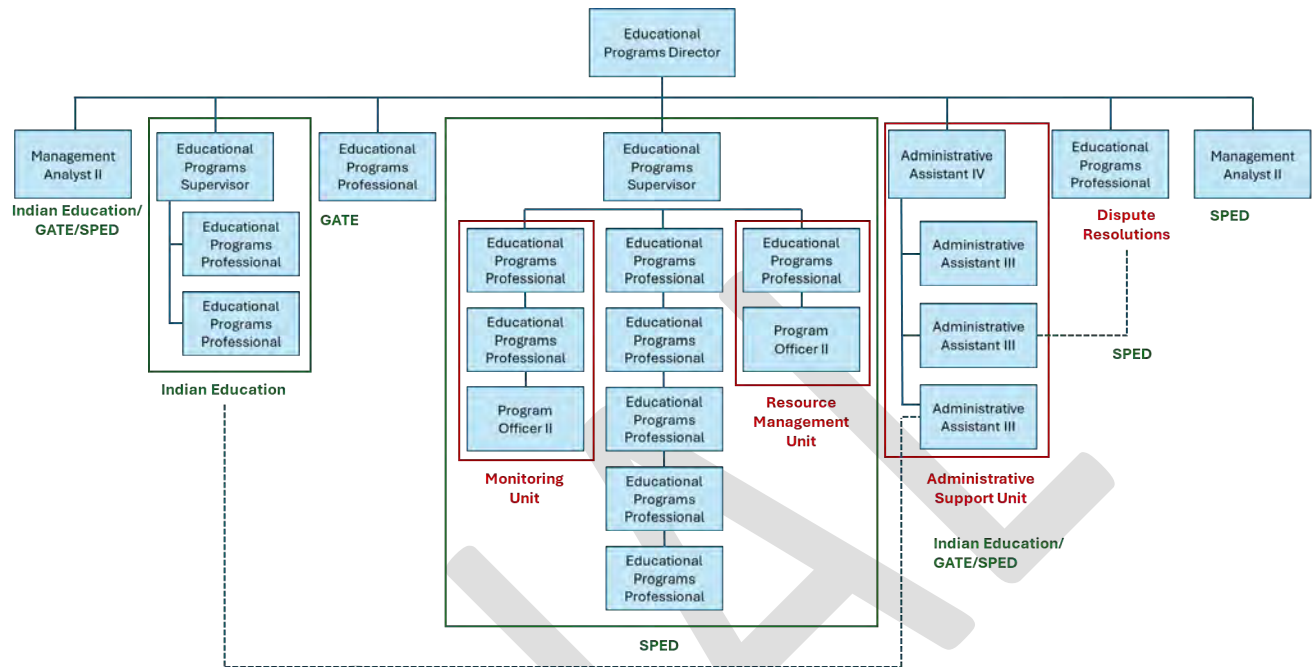 Educational
Programs Director
Management
Analyst II
Indian Education/
GATE/SPED
Educational
Programs
Supervisor
Educational
Programs
Professional
Educational
Programs
Professional
Indian Education
Educational
Programs
Professional
GATE
Educational
Programs
Supervisor
Educational
Programs
Professional
Educational
Programs
Professional
Program
Officer II
Monitoring
Unit
Educational
Programs
Professional
Educational
Programs
Professional
Educational
Programs
Professional
Educational
Programs
Professional
Educational
Programs
Professional
Educational
Programs
Professional
Program
Officer II
Resource
Management
Unit
SPED
Administrative
Assistant IV
Administrative
Assistant III
Administrative
Assistant III
Administrative
Assistant III
Administrative
Support Unit
Indian Education/
GATE/SPED
Educational
Programs
Professional
Dispute
Resolutions
SPED
Management
Analyst II
SPED